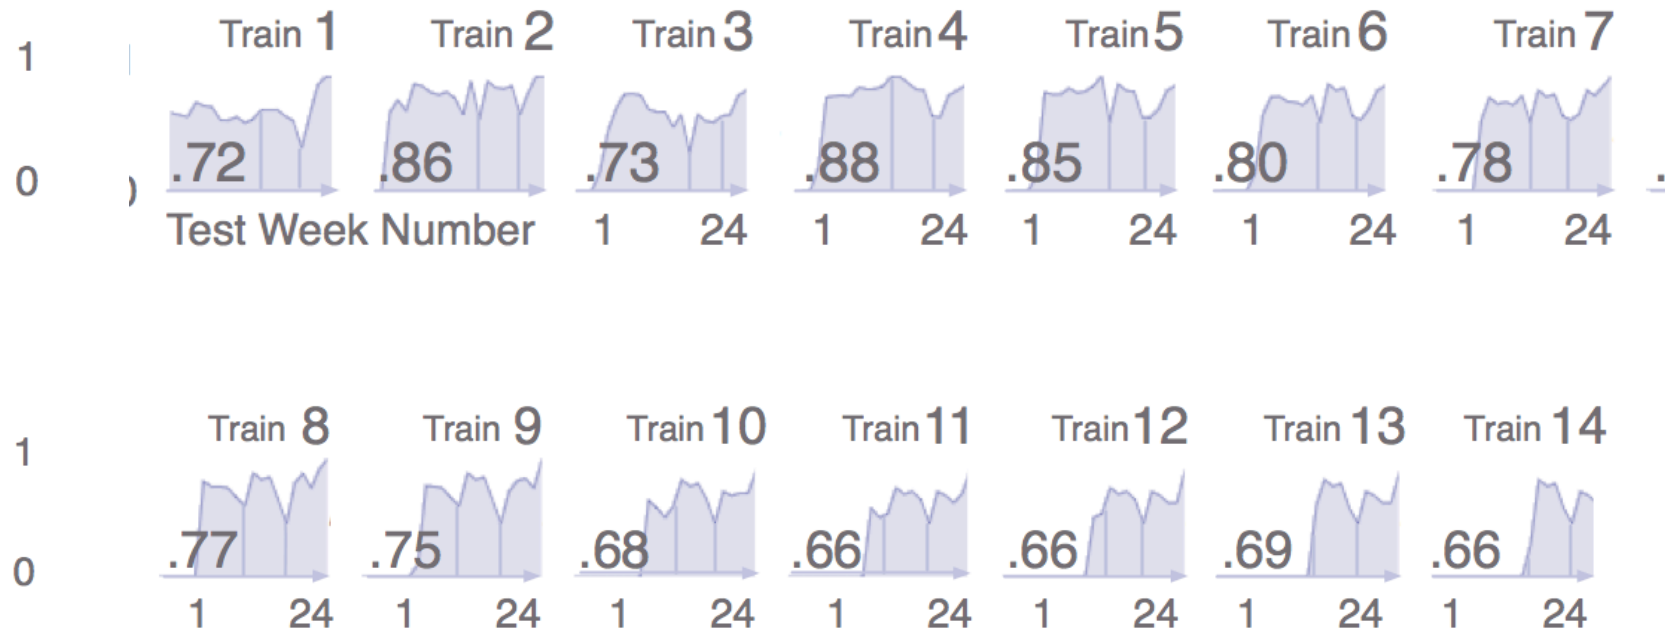 Train 1 Train 2 Train 3 Train 4 Train 5 Train 6 Train 7
1
.72 .86 .73 .88 .85 .80 .78
0
Test Week Number 1 24 1 24 1 24 1 24 1 24
Train 8 Train 9 Train 10 Train 11 Train 12 Train 13 Train 14
1
.77 .75 .68 .66 .66 .69 .66
0
1 24 1 24 1 24 1 24 1 24 1 24 1 24